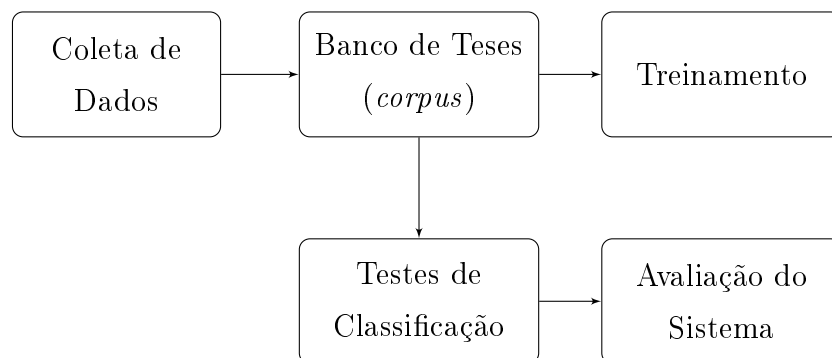 Coleta de
Dados
Banco de Teses
(corpus)
Treinamento
Testes de
Classificação
Avaliação do
Sistema